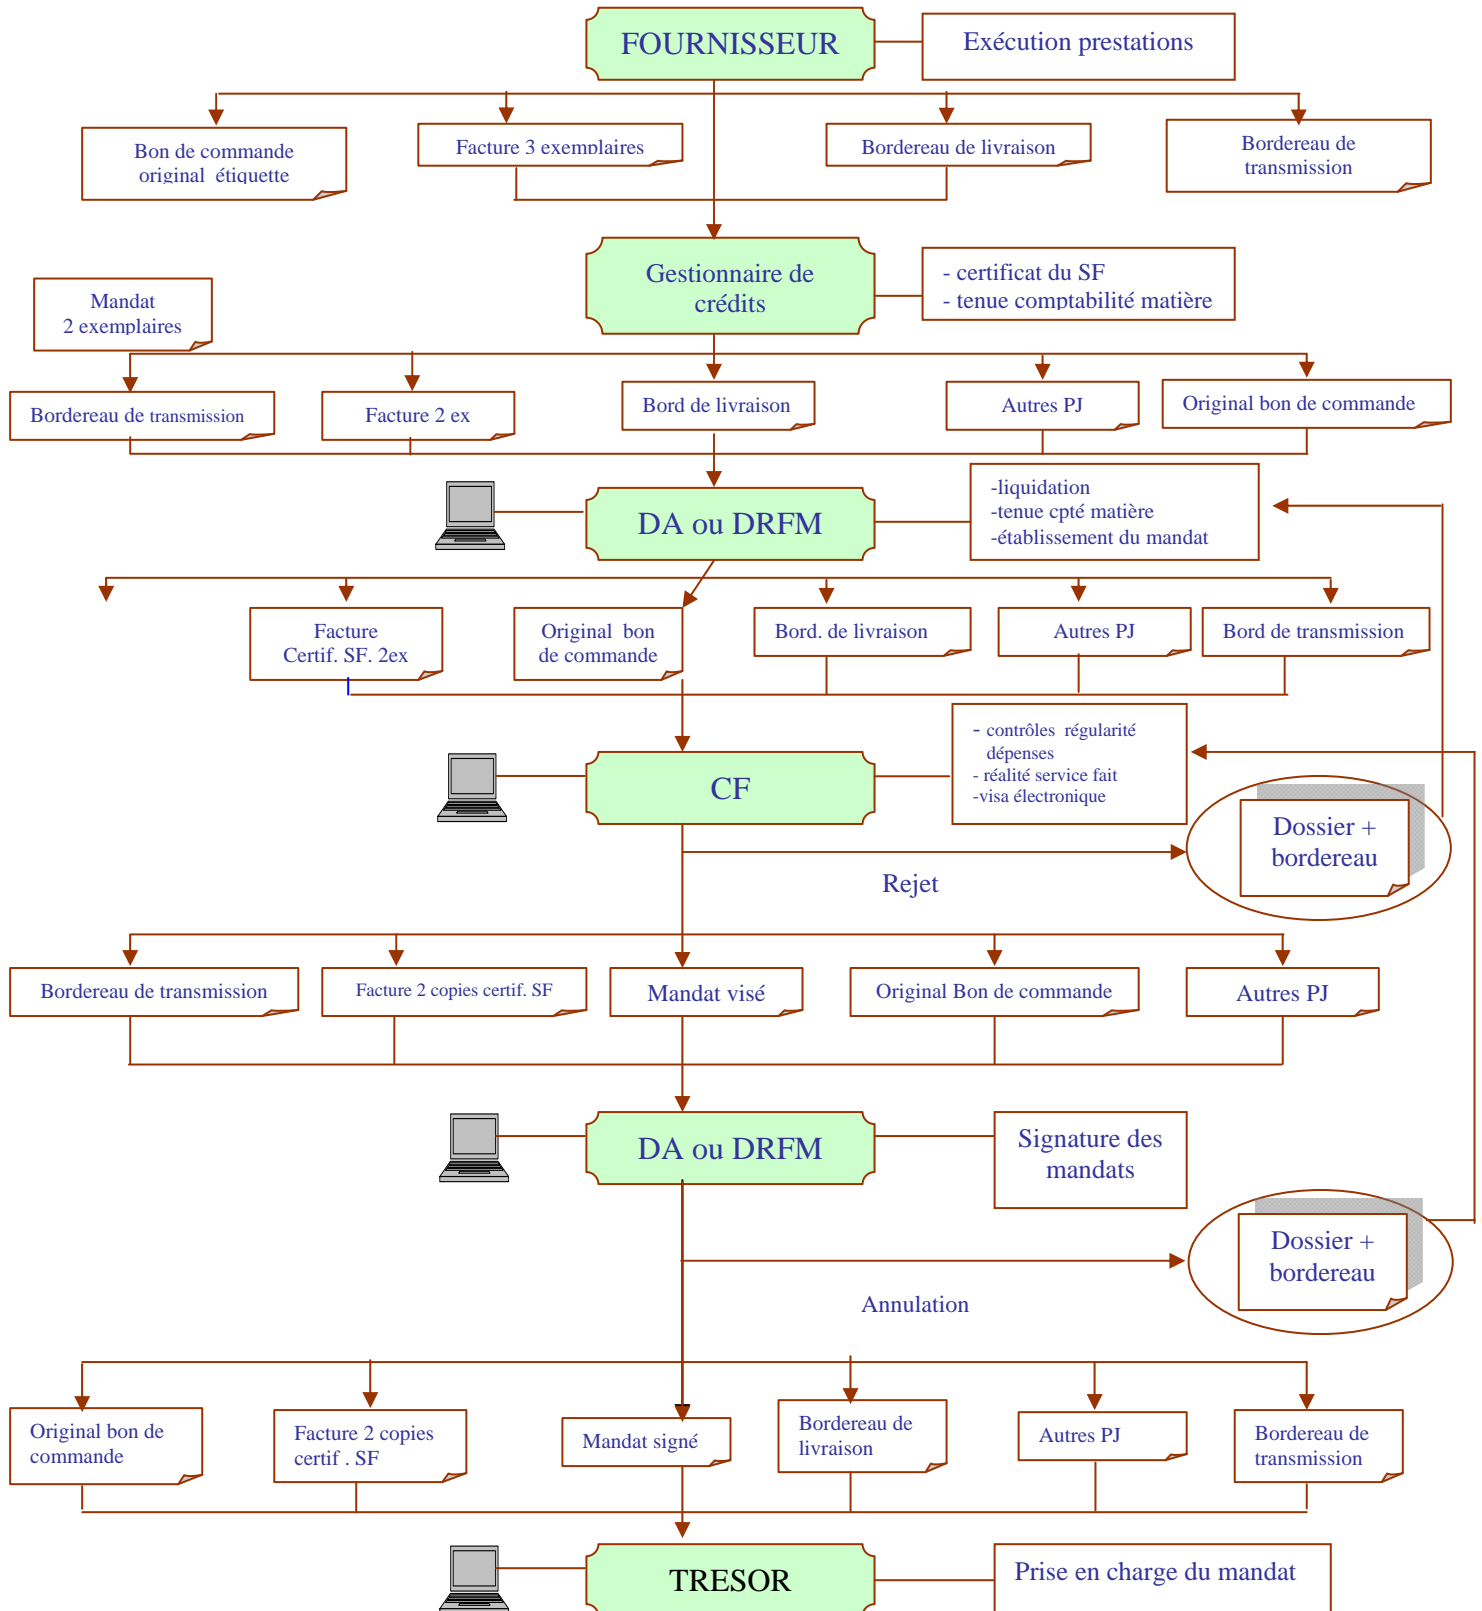 FOURNISSEUR
Exécution prestations
Bon de commande
original étiquette
Facture 3 exemplaires
Bordereau de livraison
Bordereau de
transmission
Gestionnaire de
crédits
- certificat du SF
- tenue comptabilité matière
Mandat
2 exemplaires
Bordereau de transmission
Facture 2 ex
Bord de livraison
Autres PJ
Original bon de commande
DA ou DRFM
-liquidation
-tenue cpté matière
-établissement du mandat
Facture
Certif. SF. 2ex
Original bon
de commande
Bord. de livraison
Autres PJ
Bord de transmission
CF
- contrôles régularité
dépenses
- réalité service fait
-visa électronique
Dossier +
bordereau
Rejet
Bordereau de transmission
Facture 2 copies certif. SF
Mandat visé
Original Bon de commande
Autres PJ
DA ou DRFM
Signature des
mandats
Dossier +
bordereau
Annulation
Original bon de
commande
Facture 2 copies
certif . SF
Mandat signé
Bordereau de
livraison
Autres PJ
Bordereau de
transmission
TRESOR
Prise en charge du mandat